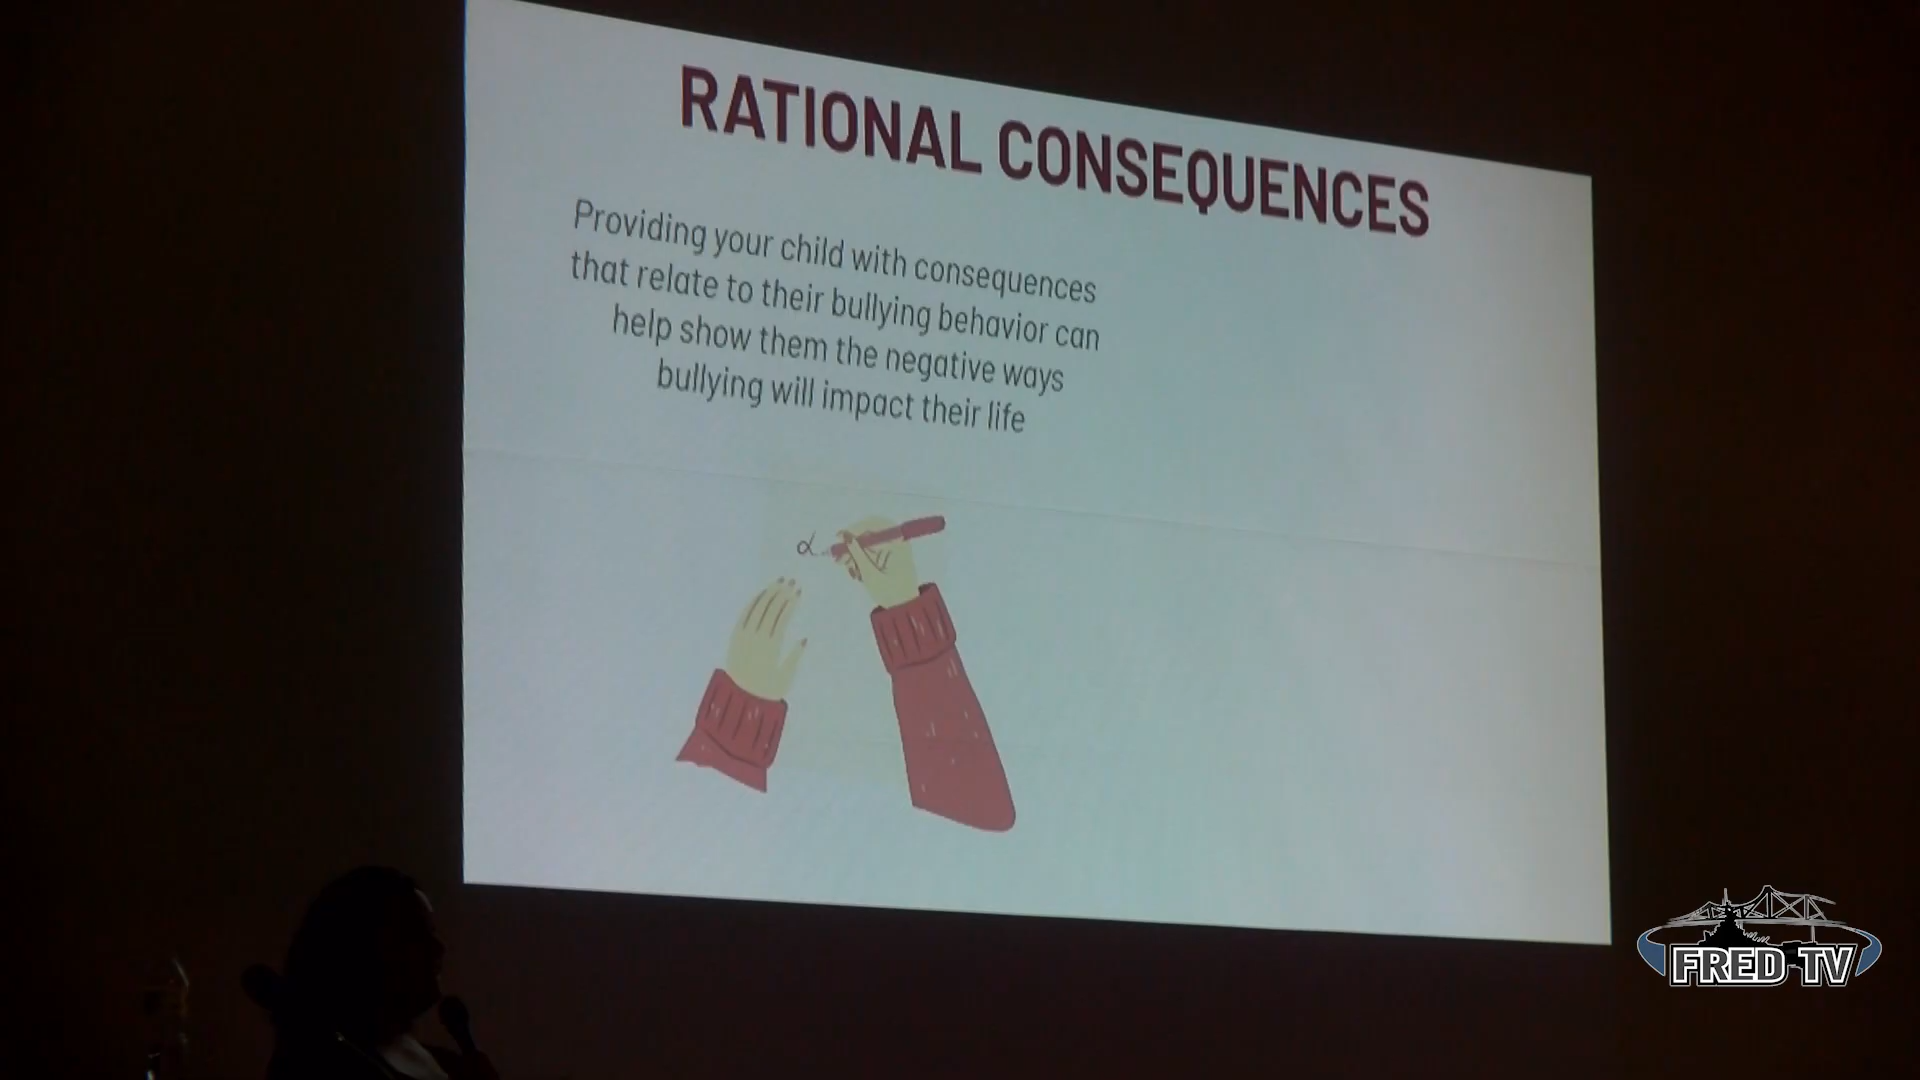 RATIONAL CONSEQUENCES
Providing your child with consequences
that relate to their bullying behavior can
help show them the negative ways
bullying will impact their life
FRED TV